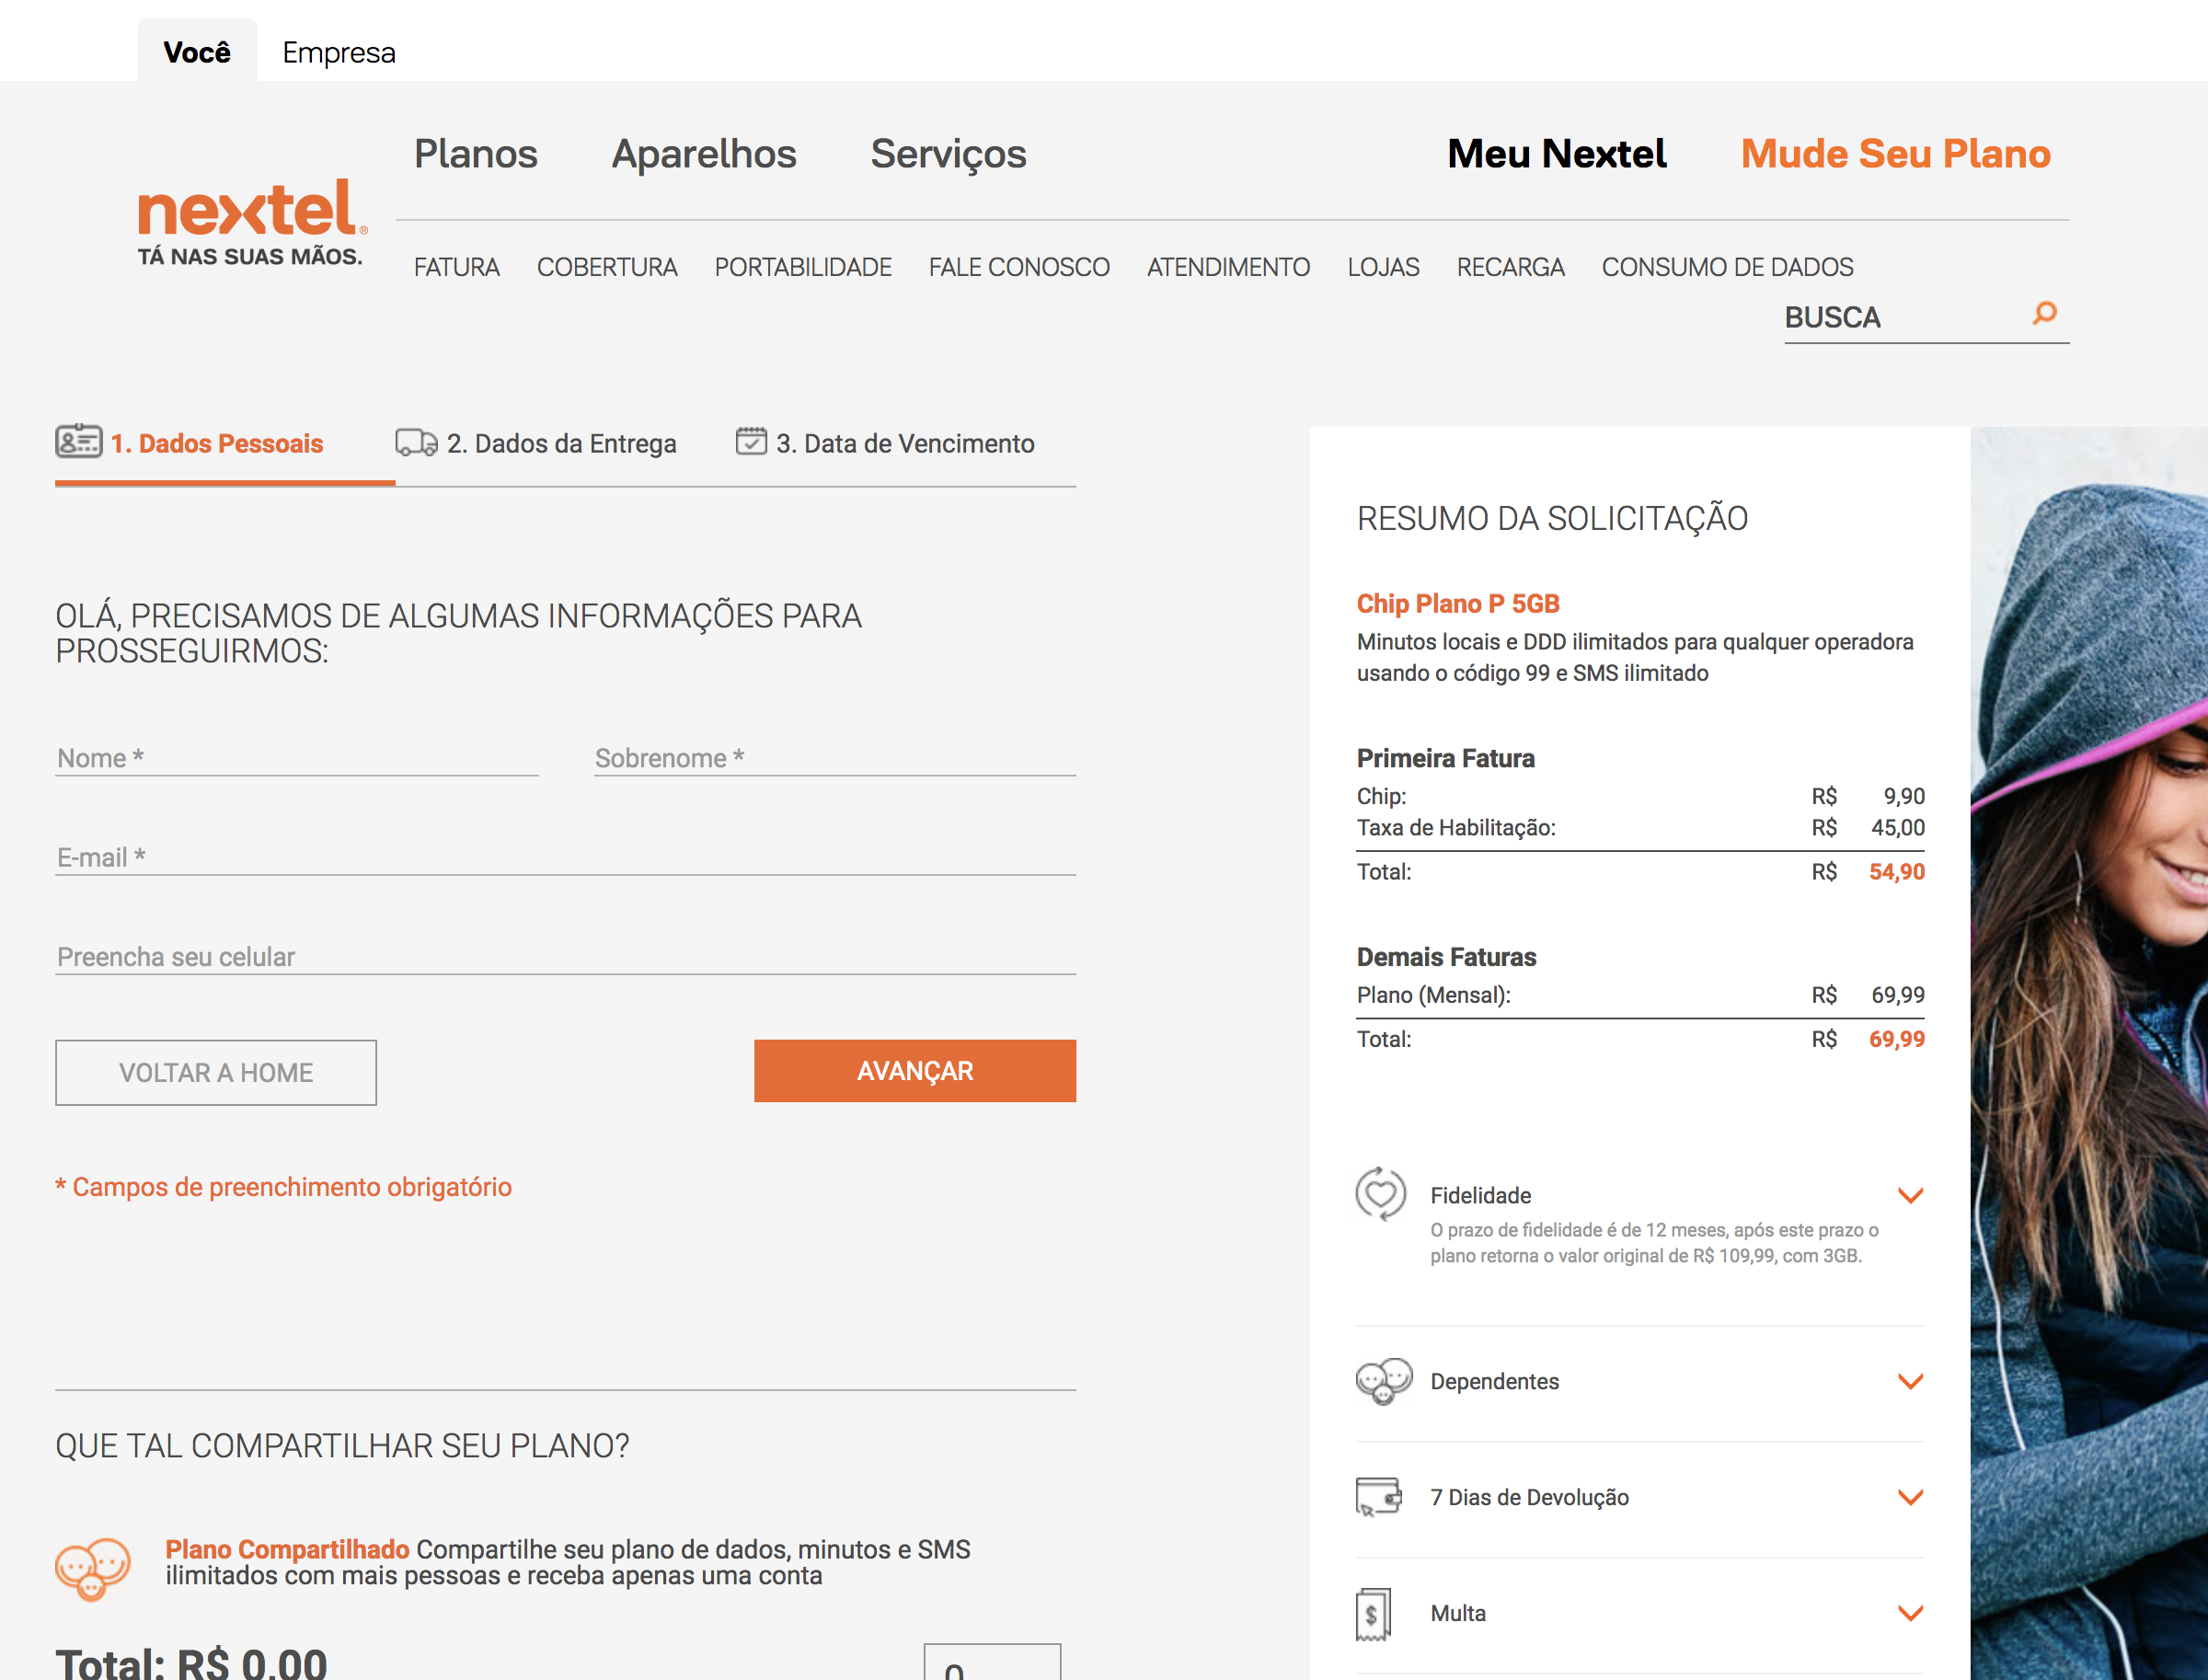 Você
Empresa
Planos
Aparelhos
Serviços
Meu Nextel
Mude Seu Plano
nextel®
TÁ NAS SUAS MÃOS.
FATURA
COBERTURA
PORTABILIDADE
FALE CONOSCO
ATENDIMENTO
LOJAS
RECARGA
CONSUMO DE DADOS
BUSCA
1. Dados Pessoais
2. Dados da Entrega
3. Data de Vencimento
OLÁ, PRECISAMOS DE ALGUMAS INFORMAÇÕES PARA
PROSSEGUIRMOS:
Nome *
Sobrenome *
E-mail *
Preencha seu celular
VOLTAR A HOME
AVANÇAR
* Campos de preenchimento obrigatório
QUE TAL COMPARTILHAR SEU PLANO?
Plano Compartilhado Compartilhe seu plano de dados, minutos e SMS
ilimitados com mais pessoas e receba apenas uma conta
Total: R$ 0,00
0
RESUMO DA SOLICITAÇÃO
Chip Plano P 5GB
Minutos locais e DDD ilimitados para qualquer operadora
usando o código 99 e SMS ilimitado
Primeira Fatura
Chip: R$ 9,90
Taxa de Habilitação: R$ 45,00
Total: R$ 54,90
Demais Faturas
Plano (Mensal): R$ 69,99
Total: R$ 69,99
Fidelidade
O prazo de fidelidade é de 12 meses, após este prazo o
plano retorna o valor original de R$ 109,99, com 3GB.
Dependentes
7 Dias de Devolução
$
Multa